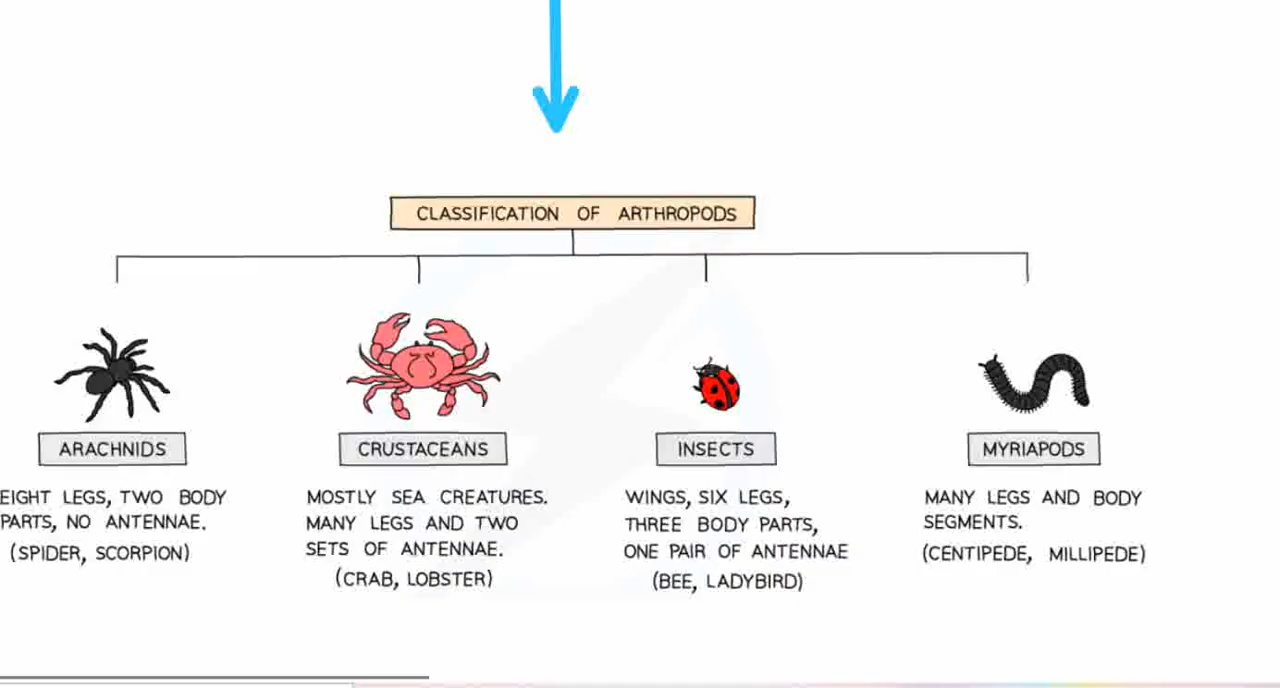 CLASSIFICATION OF ARTHROPODS
ARACHNIDS
EIGHT LEGS, TWO BODY
PARTS, NO ANTENNAE.
(SPIDER, SCORPION)
CRUSTACEANS
MOSTLY SEA CREATURES.
MANY LEGS AND TWO
SETS OF ANTENNAE.
(CRAB, LOBSTER)
INSECTS
WINGS, SIX LEGS,
THREE BODY PARTS,
ONE PAIR OF ANTENNAE
(BEE, LADYBIRD)
MYRIAPODS
MANY LEGS AND BODY
SEGMENTS.
(CENTIPEDE, MILLIPEDE)